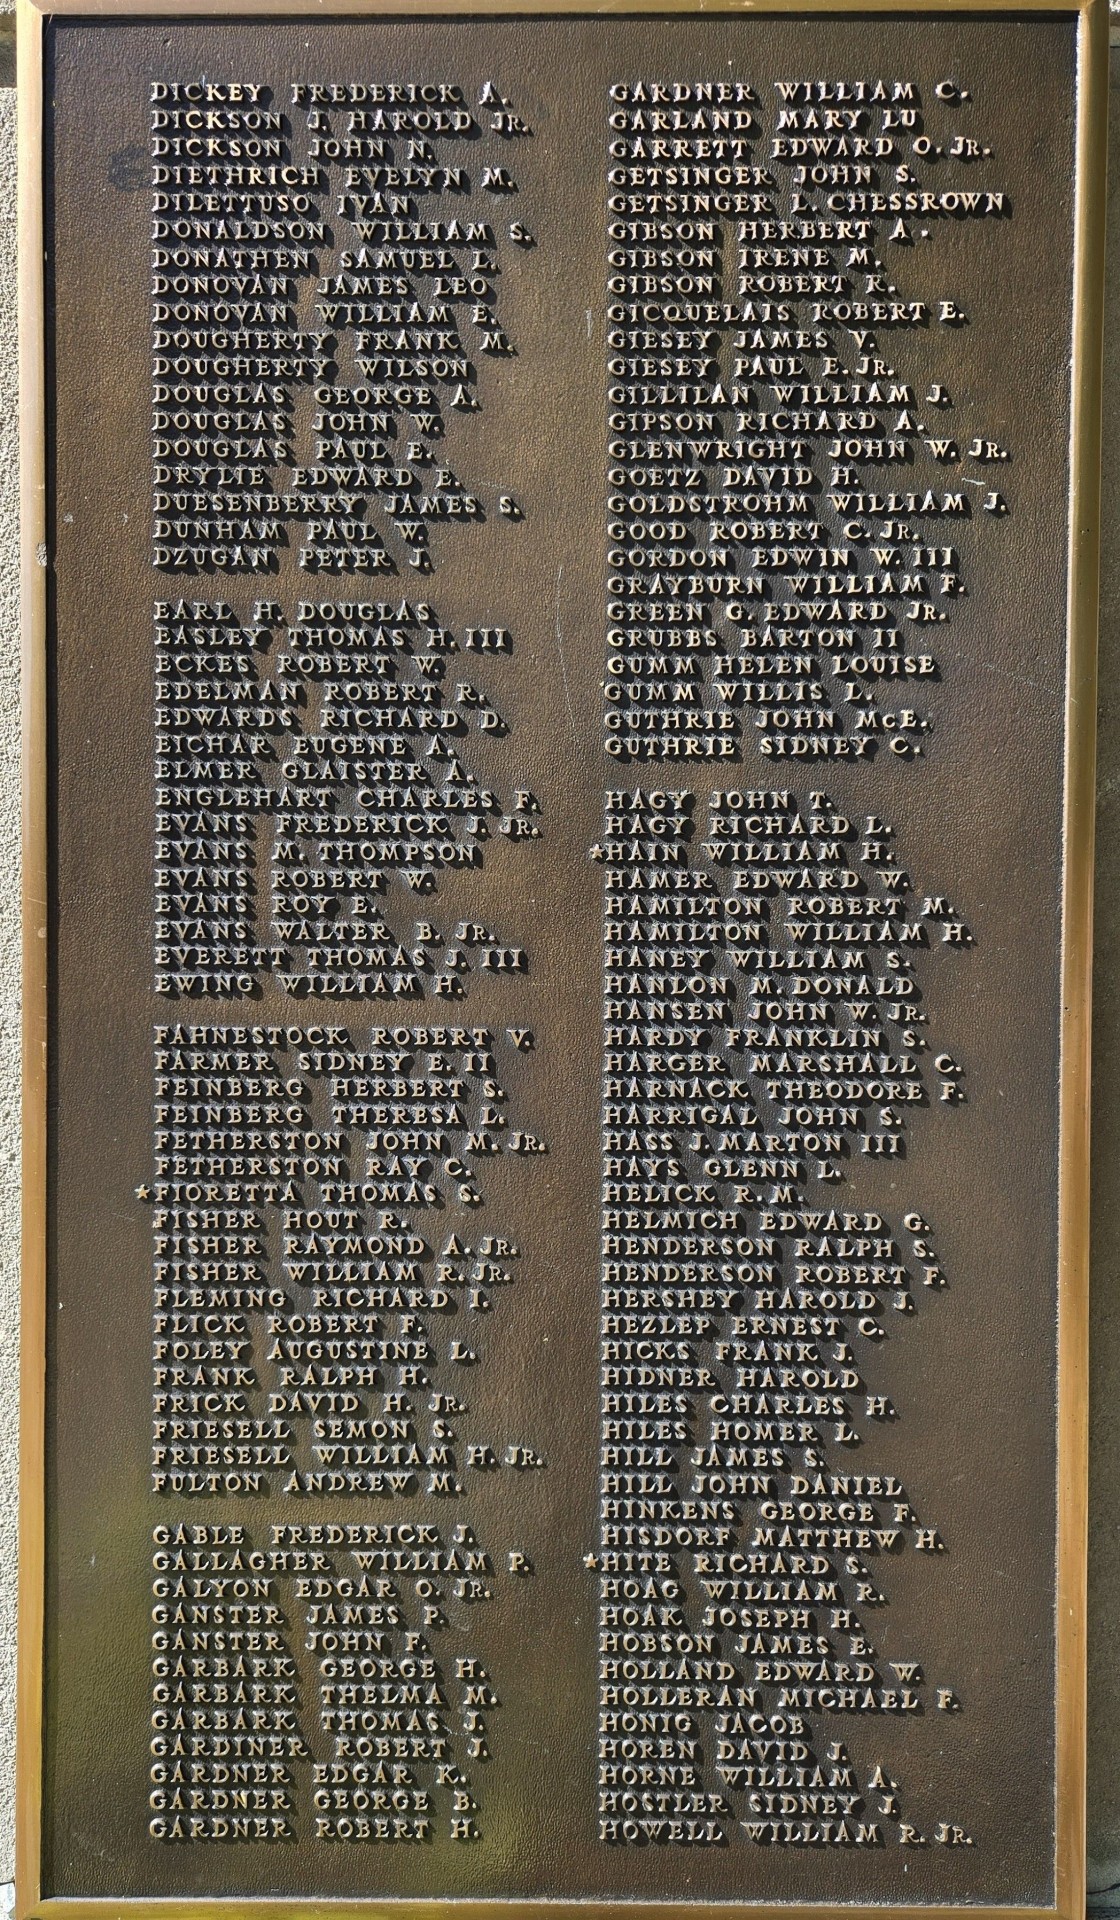 DICKEY FREDERICK A.
DICKSON J. HAROLD JR.
DICKSON JOHN N.
DIETHRICH EVELYN M.
DILETTUSO IVAN
DONALDSON WILLIAM S.
DONATHEN SAMUEL L.
DONOVAN JAMES LEO
DONOVAN WILLIAM E.
DOUGHERTY FRANK M.
DOUGHERTY WILSON
DOUGLAS GEORGE A.
DOUGLAS JOHN W.
DOUGLAS PAUL E.
DRYLIE EDWARD E.
DUESENBERRY JAMES S.
DUNHAM PAUL W.
DZUGAN PETER J.
EARL H. DOUGLAS
EASLEY THOMAS H. III
ECKES ROBERT W.
EDELMAN ROBERT R.
EDWARDS RICHARD D.
EICHAR EUGENE A.
ELMER GLAISTER A.
ENGLEHART CHARLES F.
EVANS FREDERICK J. JR.
EVANS M. THOMPSON
EVANS ROBERT W.
EVANS ROY E.
EVANS WALTER B. JR.
EVERETT THOMAS J. III
EWING WILLIAM H.
FAHNESTOCK ROBERT V.
FARMER SIDNEY E. II
FEINBERG HERBERT S.
FEINBERG THERESA L.
FETHERSTON JOHN M. JR.
FETHERSTON RAY C.
★FIORETTA THOMAS S.
FISHER HOUT R.
FISHER RAYMOND A. JR.
FISHER WILLIAM R. JR.
FLEMING RICHARD I.
FLICK ROBERT F.
FOLEY AUGUSTINE L.
FRANK RALPH H.
FRICK DAVID H. JR.
FRIESELL SEMON S.
FRIESELL WILLIAM H. JR.
FULTON ANDREW M.
GABLE FREDERICK J.
GALLAGHER WILLIAM P.
GALYON EDGAR O. JR.
GANSTER JAMES P.
GANSTER JOHN F.
GARBARK GEORGE H.
GARBARK THELMA M.
GARBARK THOMAS J.
GARDINER ROBERT J.
GARDNER EDGAR K.
GARDNER GEORGE B.
GARDNER ROBERT H.
GARDNER WILLIAM C.
GARLAND MARY LU
GARRETT EDWARD O. JR.
GETSINGER JOHN S.
GETSINGER L. CHESSROWN
GIBSON HERBERT A.
GIBSON IRENE M.
GIBSON ROBERT R.
GICQUELAIS ROBERT E.
GIESEY JAMES V.
GIESEY PAUL E. JR.
GILLILAN WILLIAM J.
GIPSON RICHARD A.
GLENWRIGHT JOHN W. JR.
GOETZ DAVID H.
GOLDSTROHM WILLIAM J.
GOOD ROBERT C. JR.
GORDON EDWIN W. III
GRAYBURN WILLIAM F.
GREEN G. EDWARD JR.
GRUBBS BARTON II
GUMM HELEN LOUISE
GUMM WILLIS L.
GUTHRIE JOHN McE.
GUTHRIE SIDNEY C.
HAGY JOHN T.
HAGY RICHARD L.
★HAIN WILLIAM H.
HAMER EDWARD W.
HAMILTON ROBERT M.
HAMILTON WILLIAM H.
HANEY WILLIAM S.
HANLON M. DONALD
HANSEN JOHN W. JR.
HARDY FRANKLIN S.
HARGER MARSHALL C.
HARNACK THEODORE F.
HARRIGAL JOHN S.
HASS J. MARTON III
HAYS GLENN L.
HELICK R. M.
HELMICH EDWARD G.
HENDERSON RALPH S.
HENDERSON ROBERT F.
HERSHEY HAROLD J.
HEZLEP ERNEST C.
HICKS FRANK J.
HIDNER HAROLD
HILES CHARLES H.
HILES HOMER L.
HILL JAMES S.
HILL JOHN DANIEL
HINKENS GEORGE F.
HISDORF MATTHEW H.
★HITE RICHARD S.
HOAG WILLIAM R.
HOAK JOSEPH H.
HOBSON JAMES E.
HOLLAND EDWARD W.
HOLLERAN MICHAEL F.
HONIG JACOB
HOREN DAVID J.
HORNE WILLIAM A.
HOSTLER SIDNEY J.
HOWELL WILLIAM R. JR.